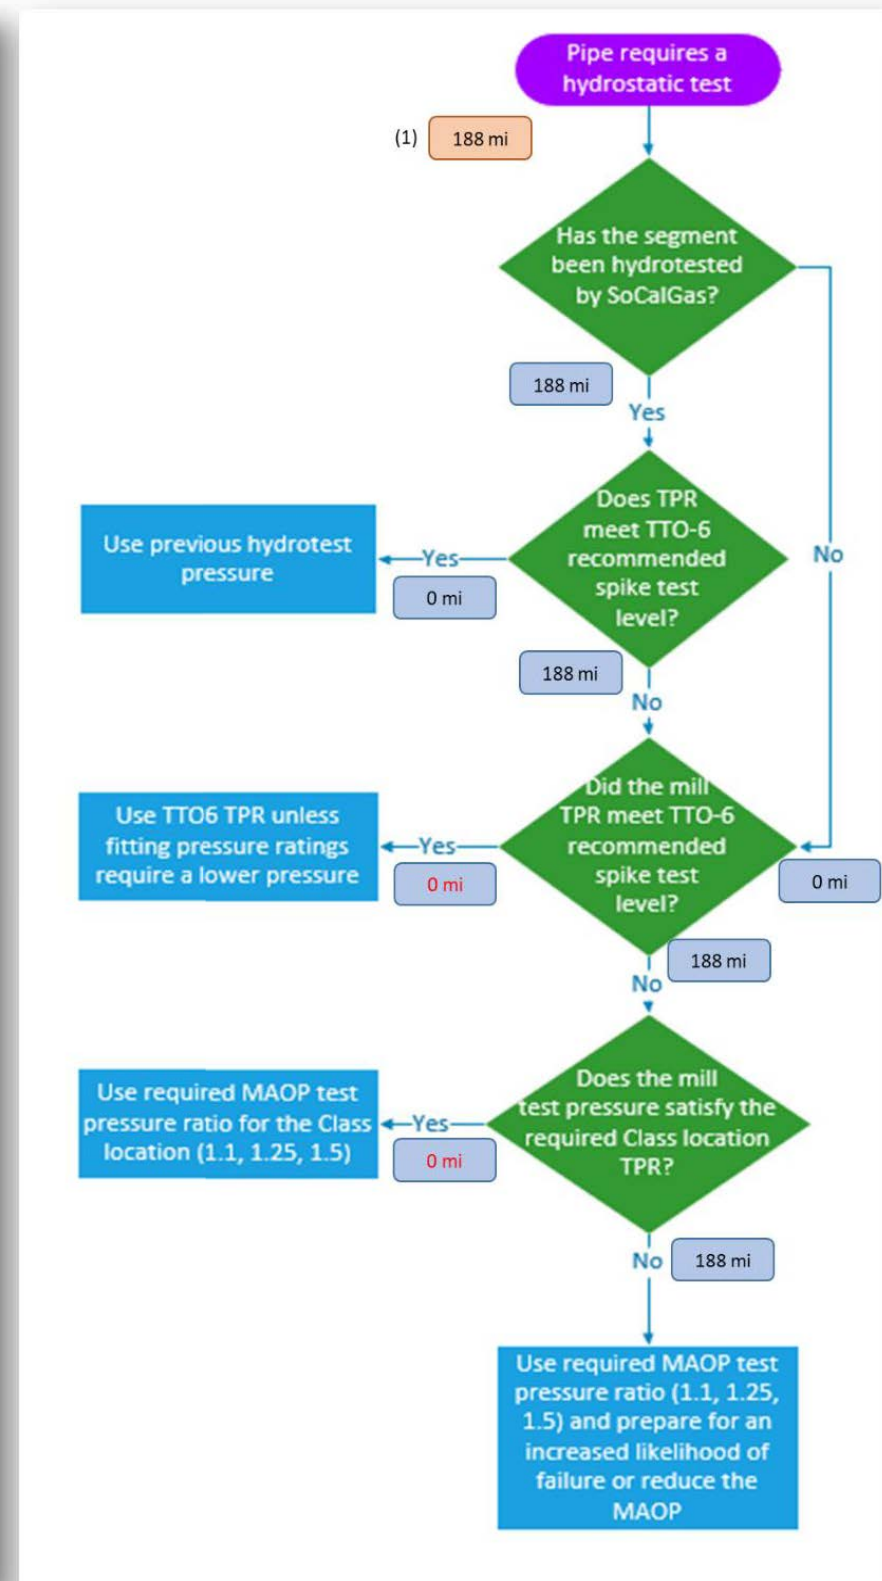 Pipe requires a
hydrostatic test
(1) 188 mi
Has the segment
been hydrotested
by SoCalGas?
188 mi
Yes
No
Does TPR
meet TTO-6
recommended
spike test
level?
Yes
0 mi
Use previous hydrotest
pressure
188 mi
No
Did the mill
TPR meet TTO-6
recommended
spike test
level?
0 mi
Yes
0 mi
Use TTO6 TPR unless
fitting pressure ratings
require a lower pressure
188 mi
No
Does the mill
test pressure satisfy the
required Class location
TPR?
Yes
0 mi
Use required MAOP test
pressure ratio for the Class
location (1.1, 1.25, 1.5)
No
188 mi
Use required MAOP test
pressure ratio (1.1, 1.25,
1.5) and prepare for an
increased likelihood of
failure or reduce the
MAOP